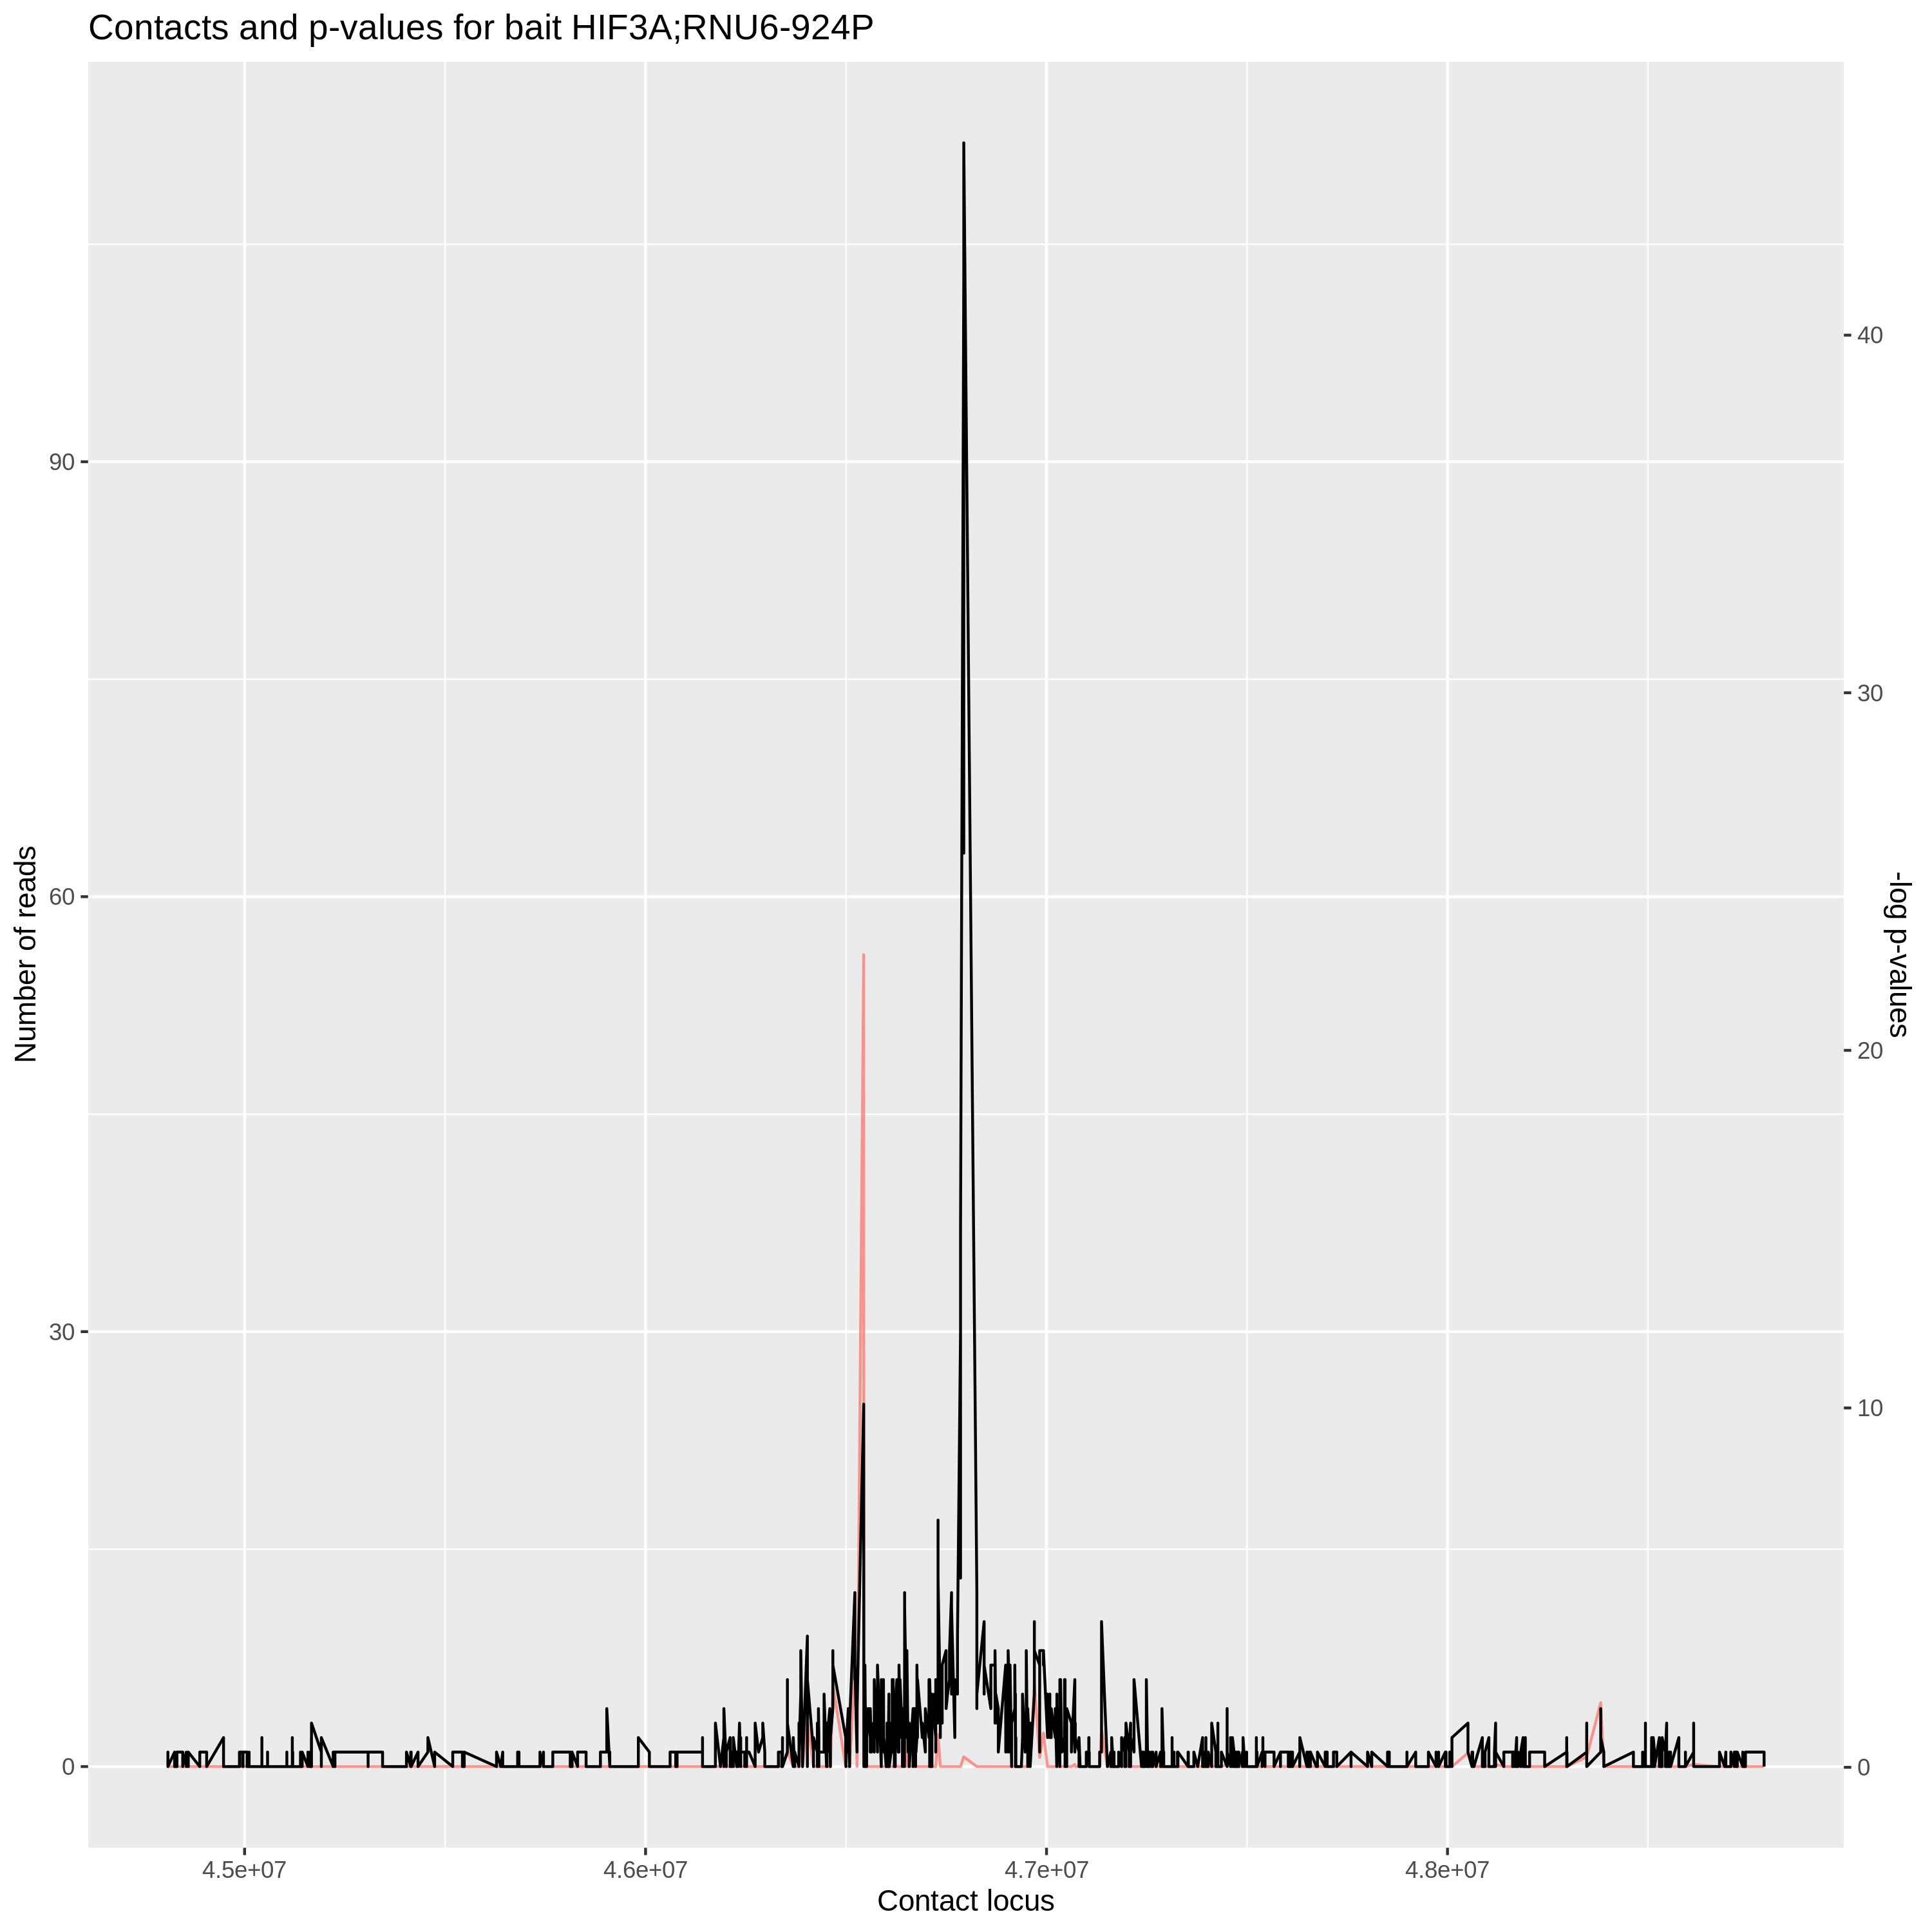 Contacts and p-values for bait HIF3A;RNU6-924P
90
60
30
0
Number of reads
40
30
20
10
0
-log p-values
4.5e+07
4.6e+07
4.7e+07
4.8e+07
Contact locus